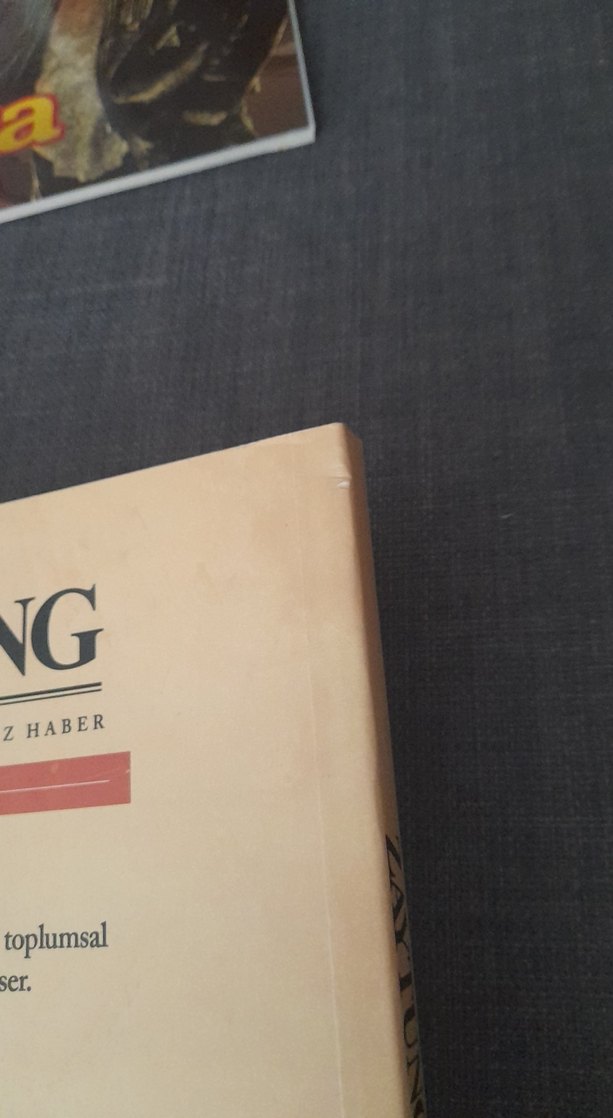 a
NG
Z HABER
toplumsal
ser.
ZAYTUNG